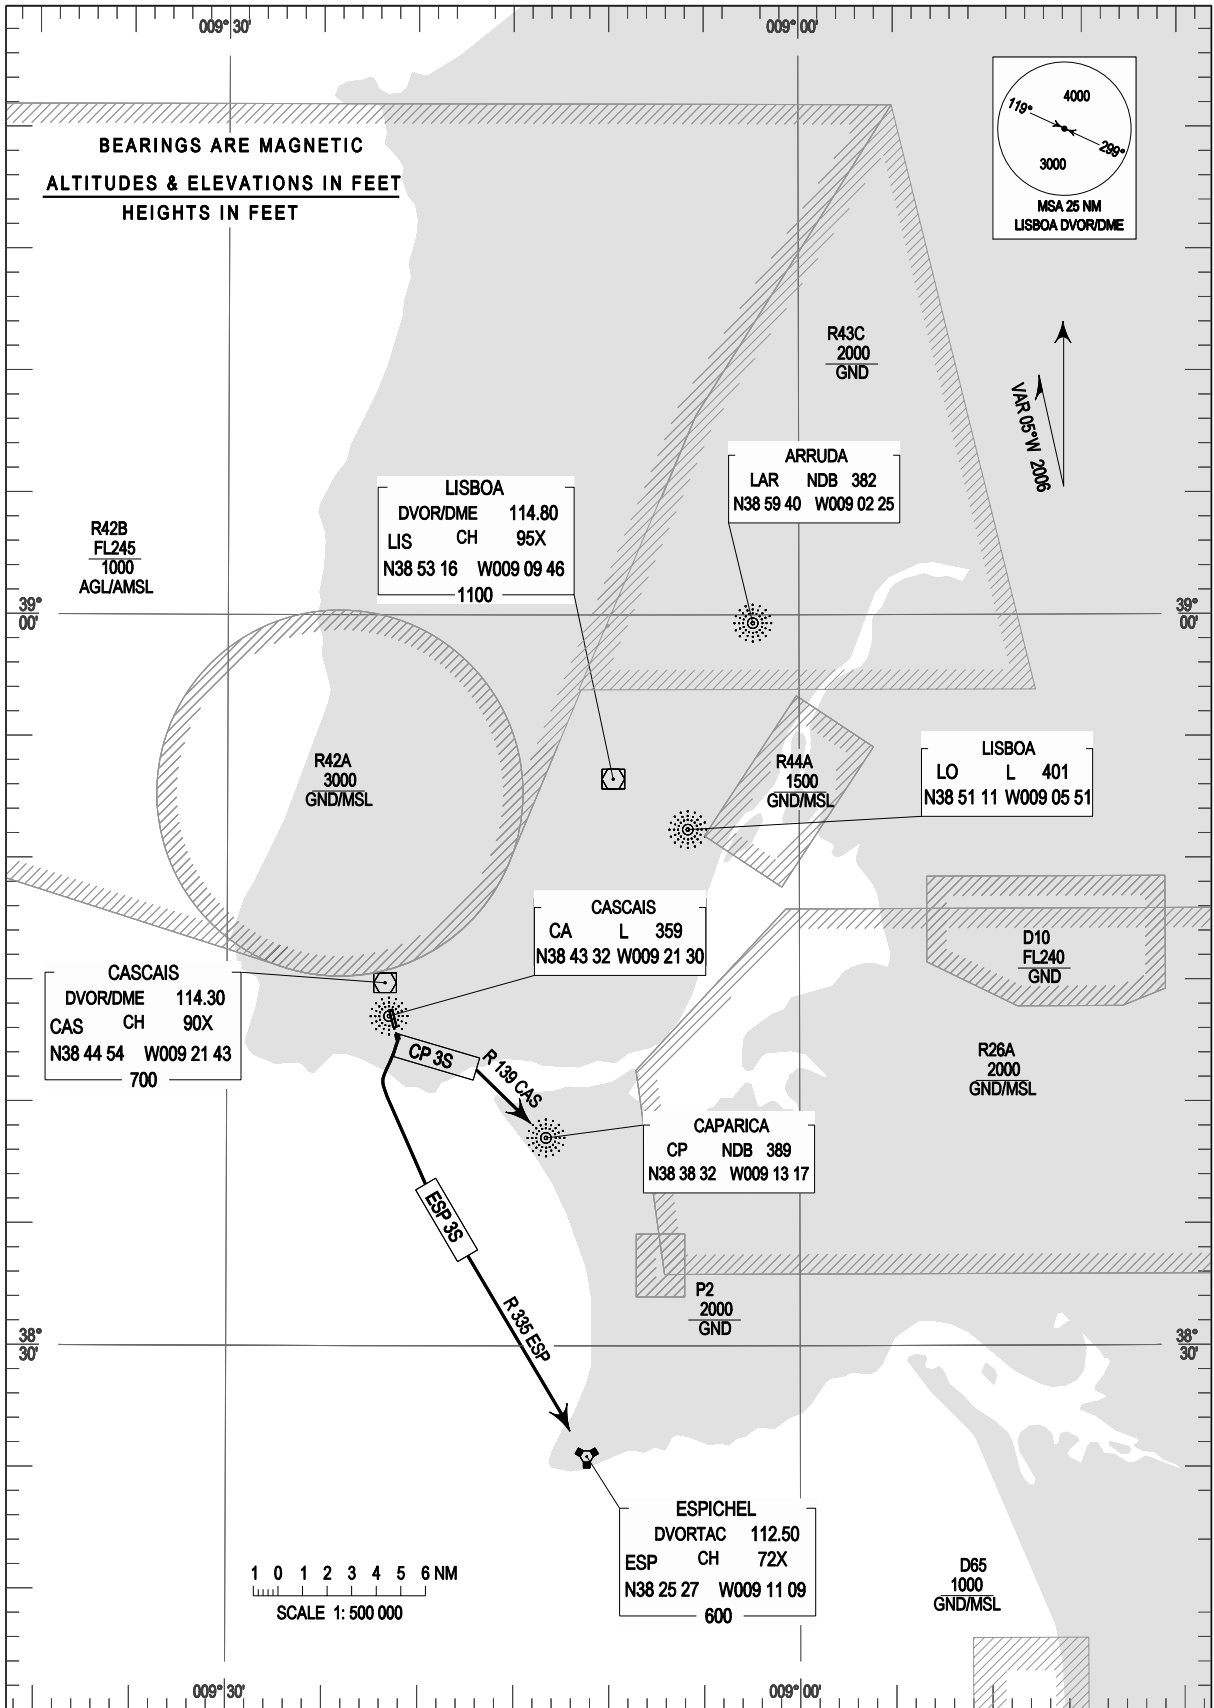 009° 30'
009° 00'
BEARINGS ARE MAGNETIC
ALTITUDES & ELEVATIONS IN FEET
HEIGHTS IN FEET
4000
119°
299°
3000
MSA 25 NM
LISBOA DVOR/DME
R43C
2000
GND
VAR 05°W 2006
ARRUDA
LAR NDB 382
N38 59 40 W009 02 25
LISBOA
DVOR/DME 114.80
LIS CH 95X
N38 53 16 W009 09 46
1100
R42B
FL245
1000
AGL/AMSL
39°
00'
39°
00'
R42A
3000
GND/MSL
R44A
1500
GND/MSL
LISBOA
LO L 401
N38 51 11 W009 05 51
CASCAIS
CA L 359
N38 43 32 W009 21 30
D10
FL240
GND
CASCAIS
DVOR/DME 114.30
CAS CH 90X
N38 44 54 W009 21 43
700
CP 3S
R 139 CAS
R26A
2000
GND/MSL
CAPARICA
CP NDB 389
N38 38 32 W009 13 17
ESP 3S
R 335 ESP
P2
2000
GND
38°
30'
38°
30'
ESPICHEL
DVORTAC 112.50
ESP CH 72X
N38 25 27 W009 11 09
600
D65
1000
GND/MSL
1 0 1 2 3 4 5 6 NM
SCALE 1: 500 000
009° 30'
009° 00'